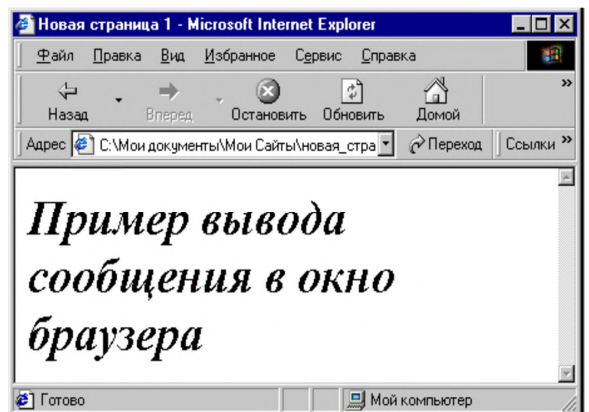 Новая страница 1 - Microsoft Internet Explorer
Файл Правка Вид Избранное Сервис Справка
Назад Вперед Остановить Обновить Домой »
Адрес C:\Мои документы\Мои Сайты\новая_стра Переход Ссылки »
Пример вывода
сообщения в окно
браузера
Готово Мой компьютер